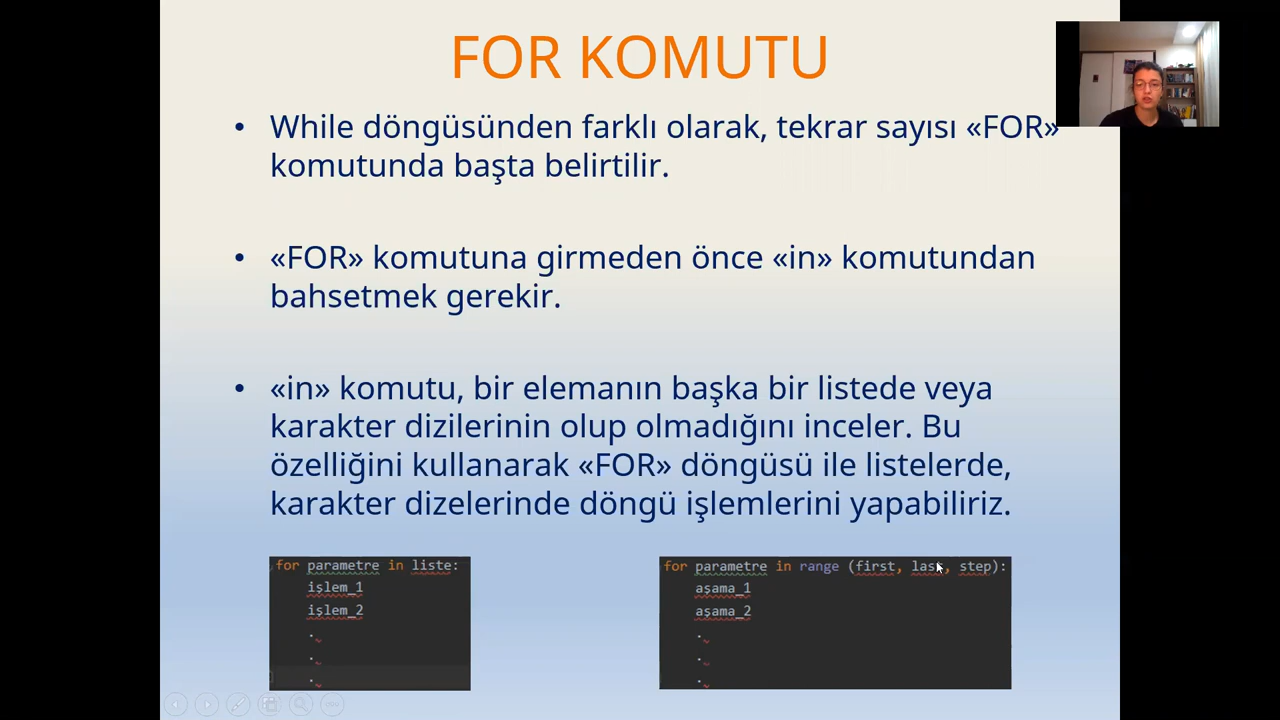 FOR KOMUTU
• While döngüsünden farklı olarak, tekrar sayısı «FOR»
komutunda başta belirtilir.
• «FOR» komutuna girmeden önce «in» komutundan
bahsetmek gerekir.
• «in» komutu, bir elemanın başka bir listede veya
karakter dizilerinin olup olmadığını inceler. Bu
özelliğini kullanarak «FOR» döngüsü ile listelerde,
karakter dizelerinde döngü işlemlerini yapabiliriz.
for parametre in liste:
işlem_1
işlem_2
.
.
.
for parametre in range (first, last, step):
aşama_1
aşama_2
.
.
.